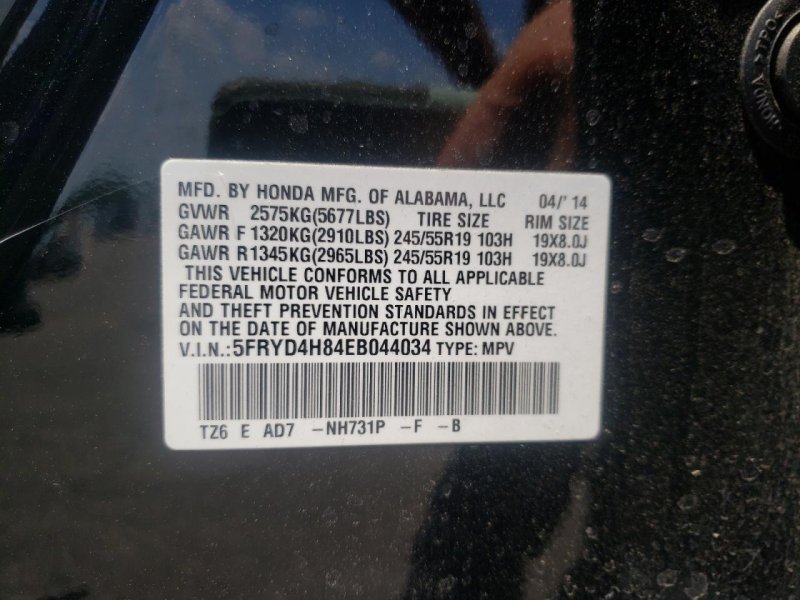 MFD. BY HONDA MFG. OF ALABAMA, LLC 04/'14
GVWR 2575KG(5677LBS) TIRE SIZE RIM SIZE
GAWR F 1320KG(2910LBS) 245/55R19 103H 19X8.0J
GAWR R1345KG(2965LBS) 245/55R19 103H 19X8.0J
THIS VEHICLE CONFORMS TO ALL APPLICABLE
FEDERAL MOTOR VEHICLE SAFETY
AND THEFT PREVENTION STANDARDS IN EFFECT
ON THE DATE OF MANUFACTURE SHOWN ABOVE.
V.I.N.:5FRYD4H84EB044034 TYPE: MPV
TZ6 E AD7 -NH731P -F -B
HONDA